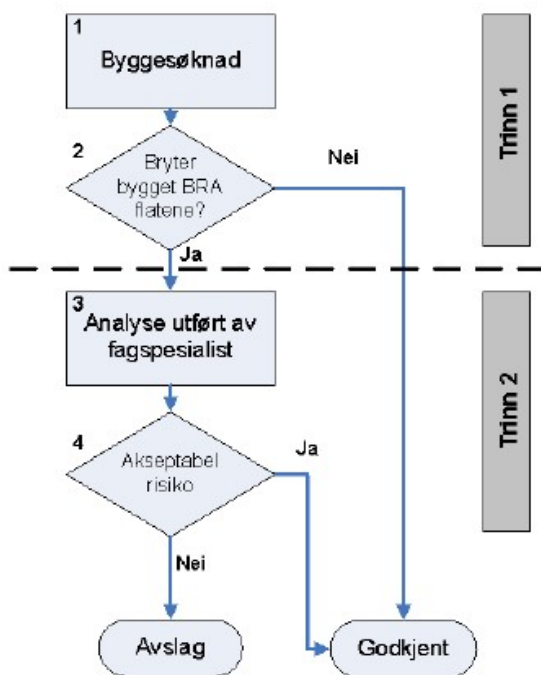 1
Byggesøknad
Trinn 1
2
Bryter
bygget BRA
flatene?
Nei
Ja
3
Analyse utført av
fagspesialist
Trinn 2
4
Akseptabel
risiko
Ja
Nei
Avslag
Godkjent